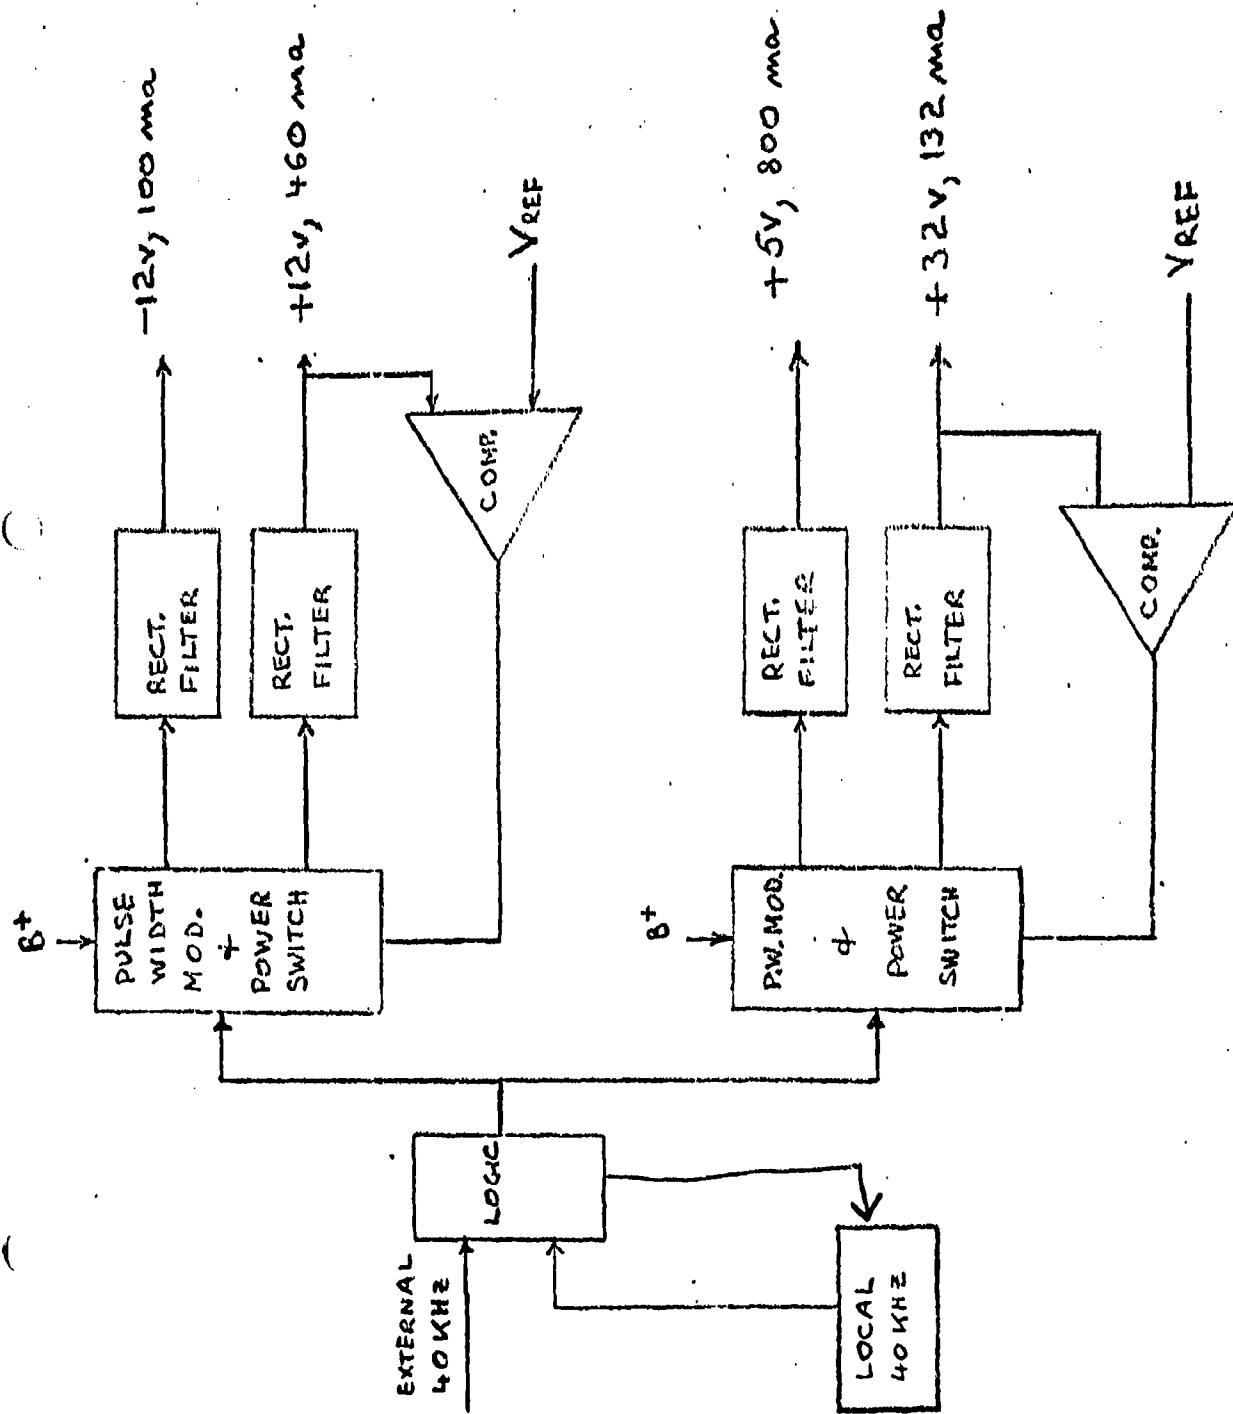 EXTERNAL
40 KHZ
LOCAL
40 KHZ
LOGIC
B+
PULSE
WIDTH
MOD.
+
POWER
SWITCH
RECT.
FILTER
-12V, 100 ma
RECT.
FILTER
+12V, 460 ma
COMP.
VREF
B+
P.W. MOD.
&
POWER
SWITCH
RECT.
FILTER
+5V, 800 ma
RECT.
FILTER
+32V, 132 ma
COMP.
VREF